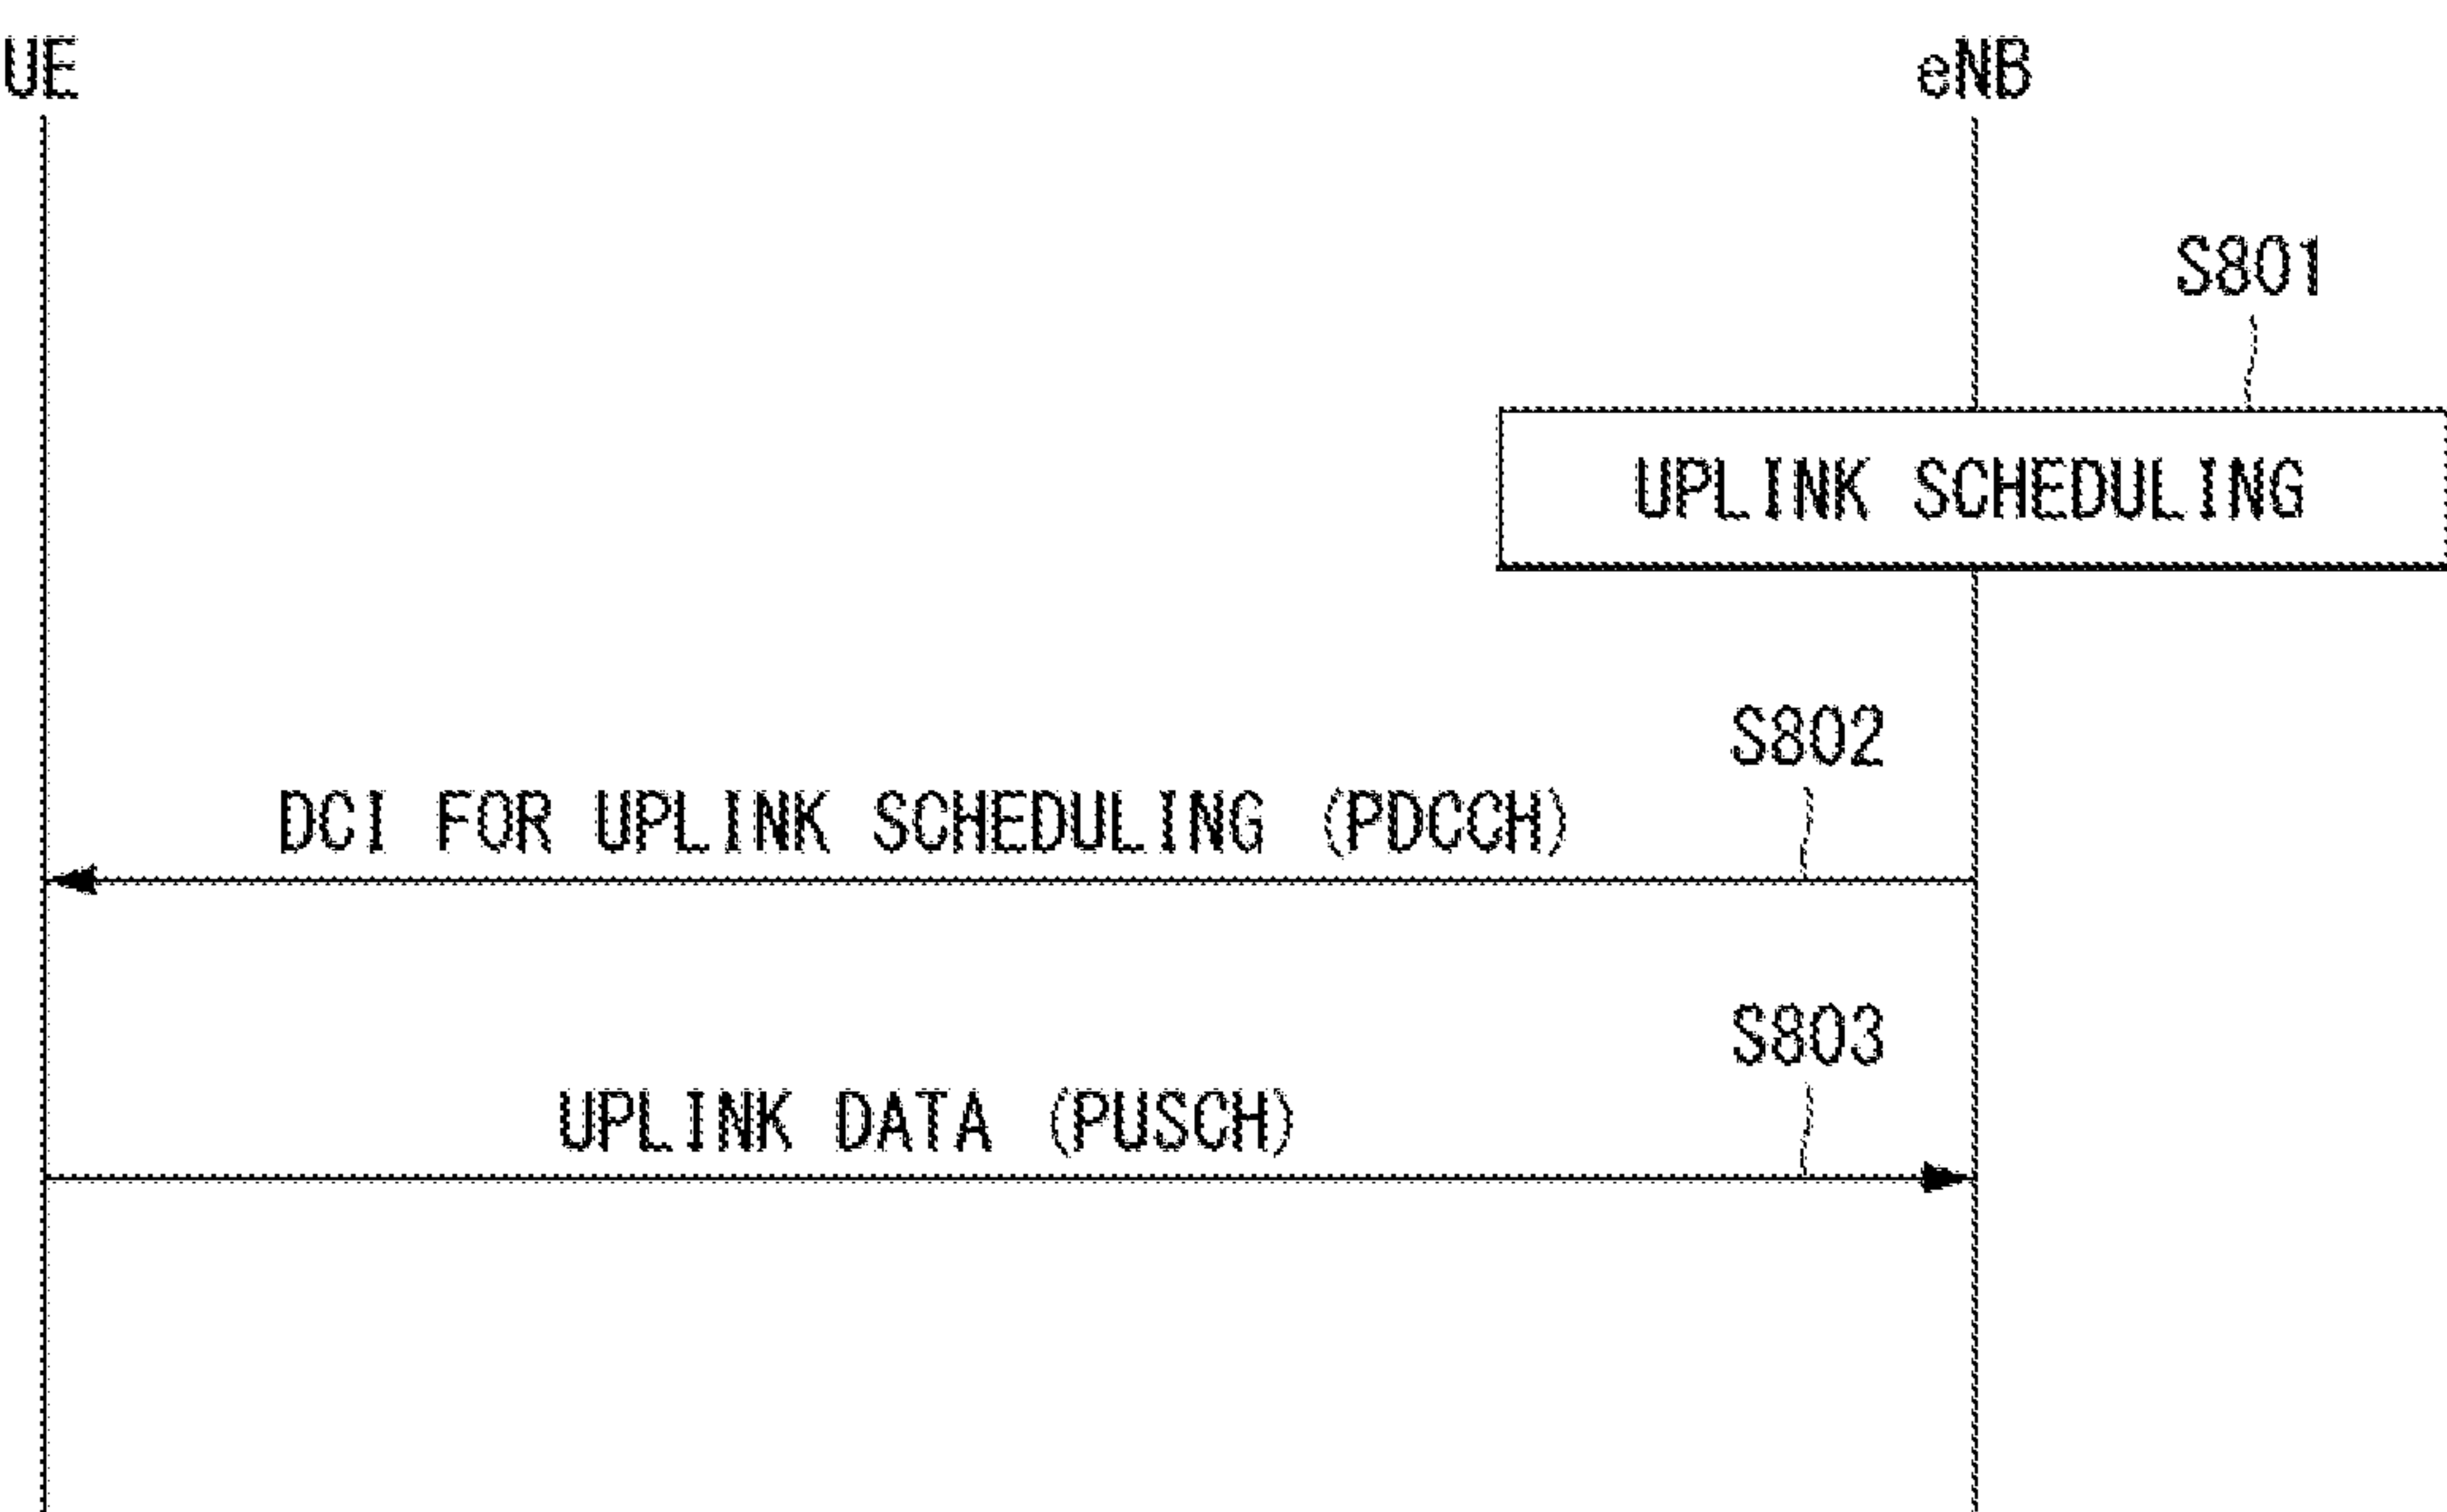 UE
eNB
S801
UPLINK SCHEDULING
S802
DCI FOR UPLINK SCHEDULING (PDCCH)
S803
UPLINK DATA (PUSCH)